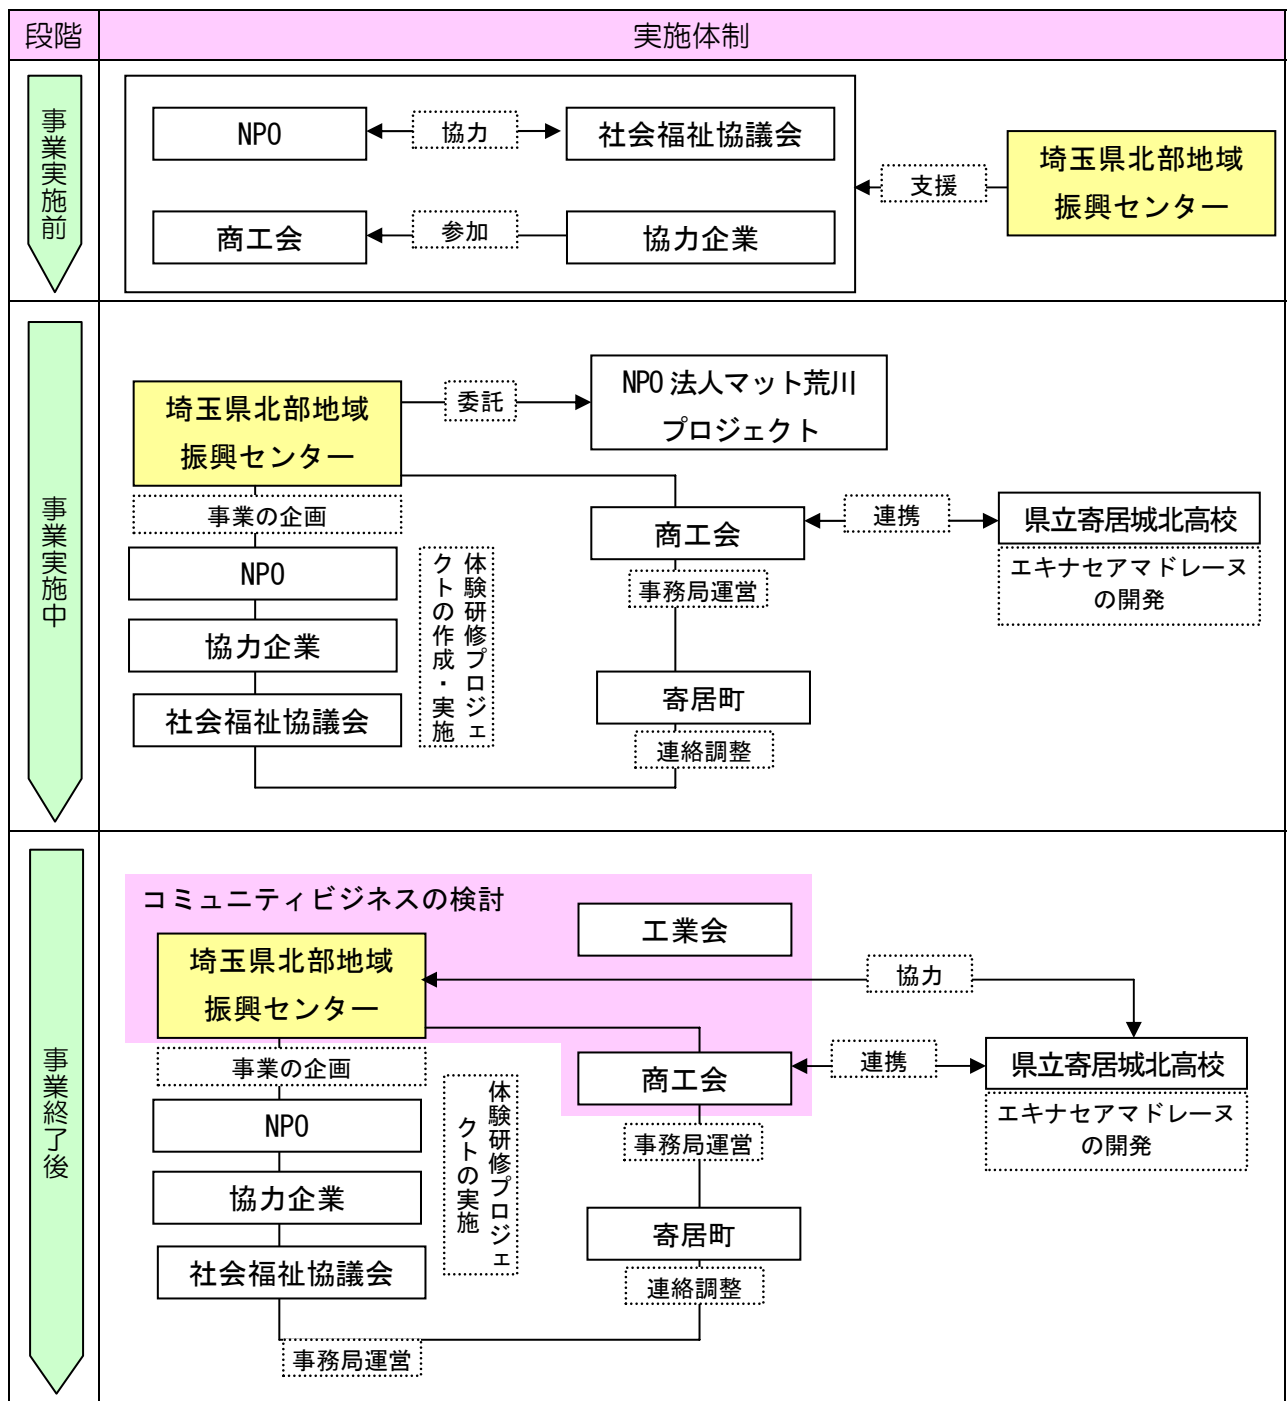 段階
実施体制
事業実施前
NPO
協力
社会福祉協議会
商工会
参加
協力企業
支援
埼玉県北部地域
振興センター
事業実施中
埼玉県北部地域
振興センター
委託
NPO 法人マット荒川
プロジェクト
事業の企画
NPO
協力企業
社会福祉協議会
体験研修プロジェ
クトの作成・実施
商工会
事務局運営
連携
県立寄居城北高校
エキナセアマドレーヌ
の開発
寄居町
連絡調整
事業終了後
コミュニティビジネスの検討
工業会
埼玉県北部地域
振興センター
協力
事業の企画
NPO
協力企業
社会福祉協議会
体験研修プロジェ
クトの実施
商工会
事務局運営
連携
県立寄居城北高校
エキナセアマドレーヌ
の開発
寄居町
連絡調整
事務局運営